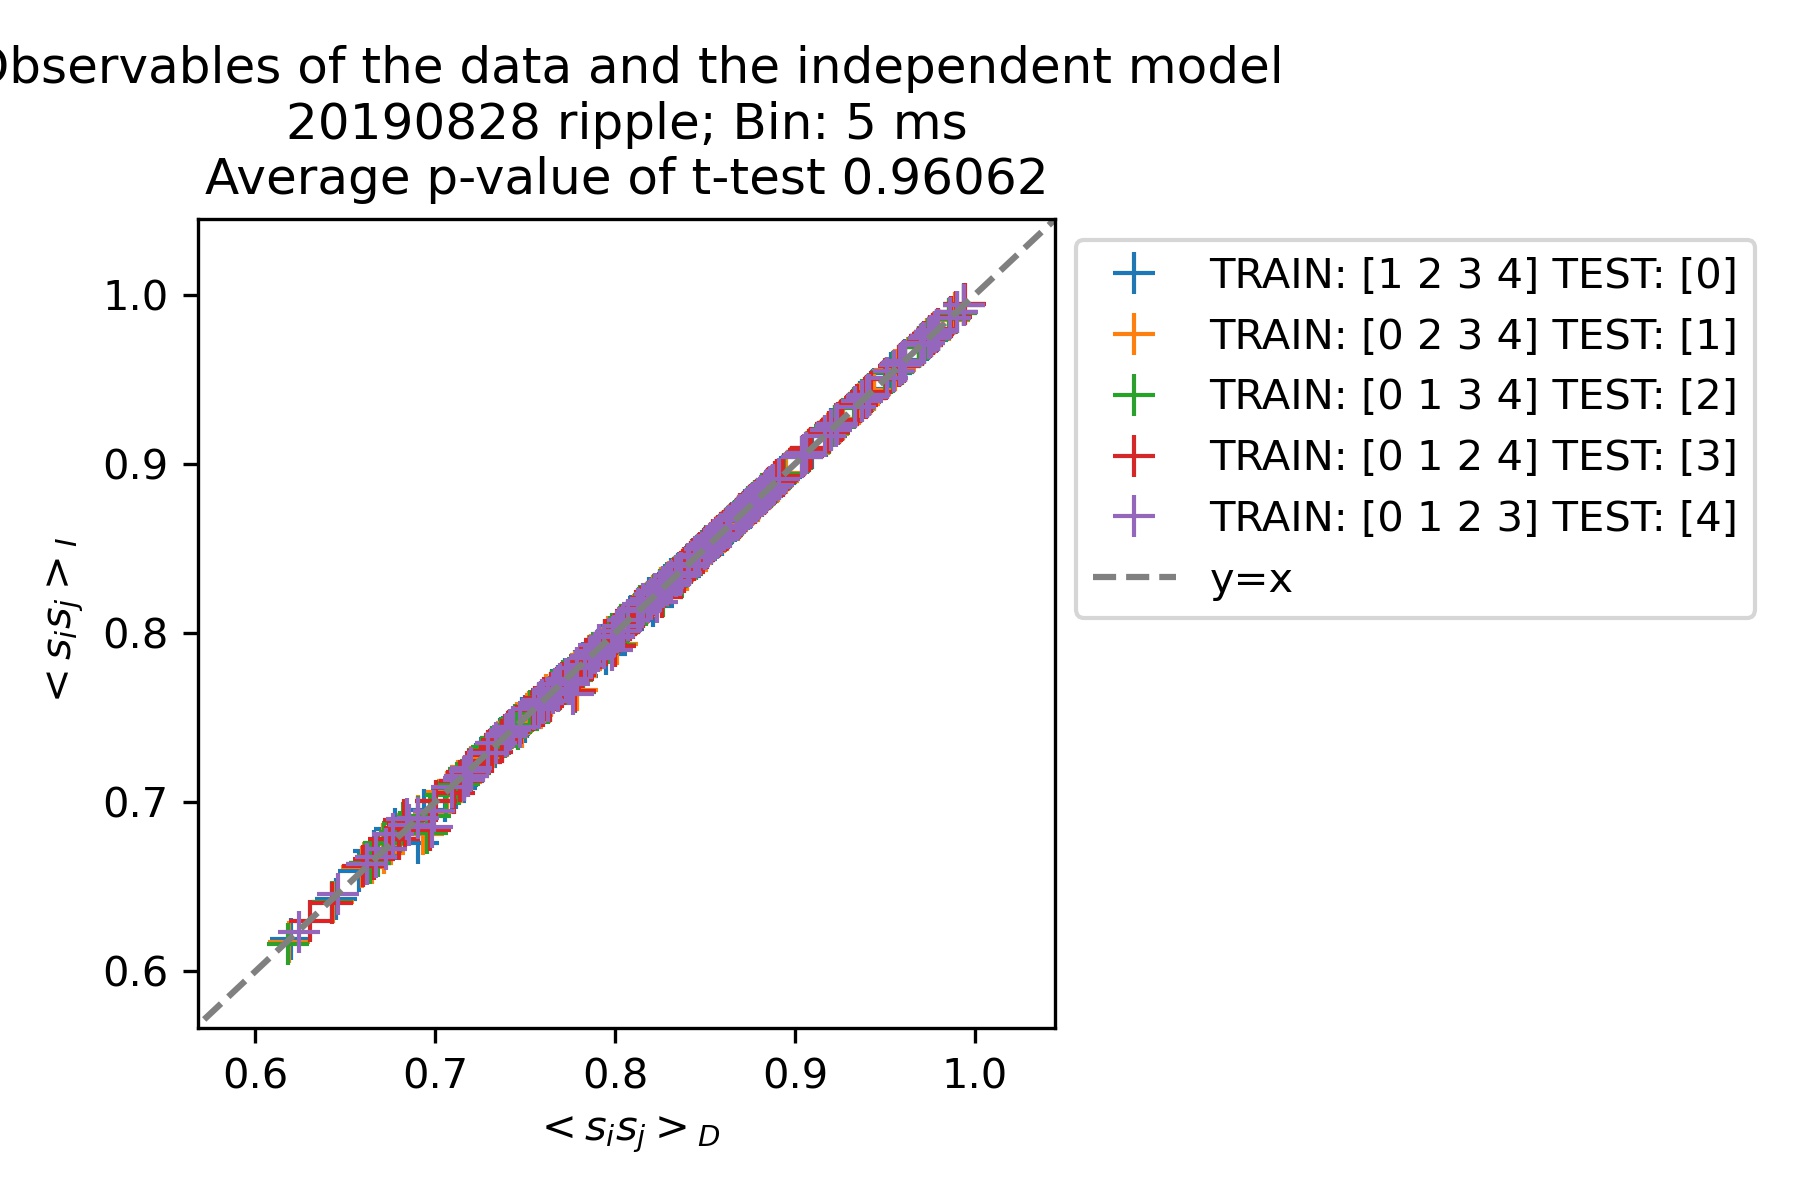 Observables of the data and the independent model
20190828 ripple; Bin: 5 ms
Average p-value of t-test 0.96062
1.0
0.9
0.8
0.7
0.6
< s_i s_j >_I
0.6 0.7 0.8 0.9 1.0
< s_i s_j >_D
TRAIN: [1 2 3 4] TEST: [0]
TRAIN: [0 2 3 4] TEST: [1]
TRAIN: [0 1 3 4] TEST: [2]
TRAIN: [0 1 2 4] TEST: [3]
TRAIN: [0 1 2 3] TEST: [4]
y=x